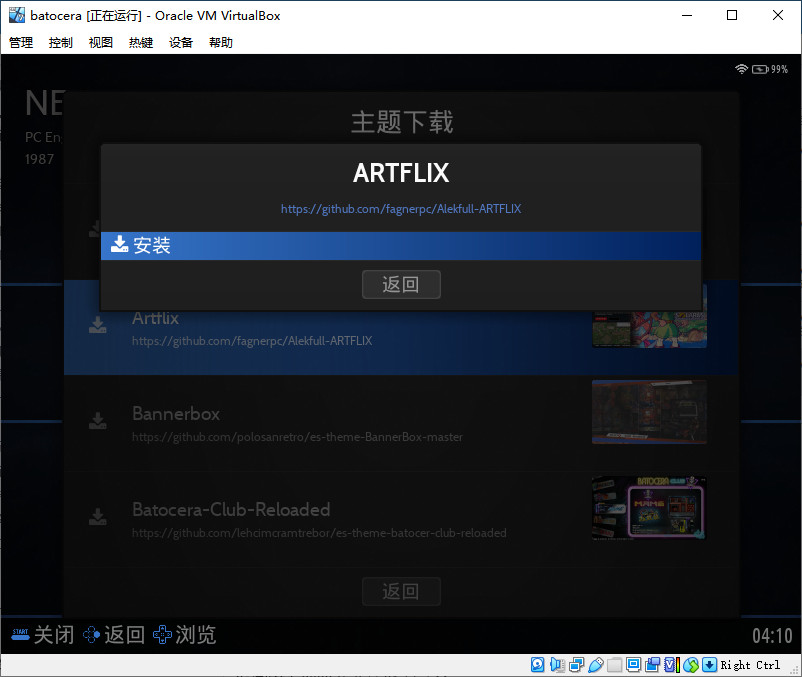 batocera [正在运行] - Oracle VM VirtualBox
管理 控制 视图 热键 设备 帮助
99%
NE
PC En
1987
主题下载
ARTFLIX
https://github.com/fagnerpc/Alekfull-ARTFLIX
安装
返回
Artflix
https://github.com/fagnerpc/Alekfull-ARTFLIX
Bannerbox
https://github.com/polosanretro/es-theme-BannerBox-master
Batocera-Club-Reloaded
https://github.com/lehcimcramtrebor/es-theme-batocer-club-reloaded
BATOCERA CLUB
MAME
返回
START 关闭 返回 浏览 04:10
Right Ctrl